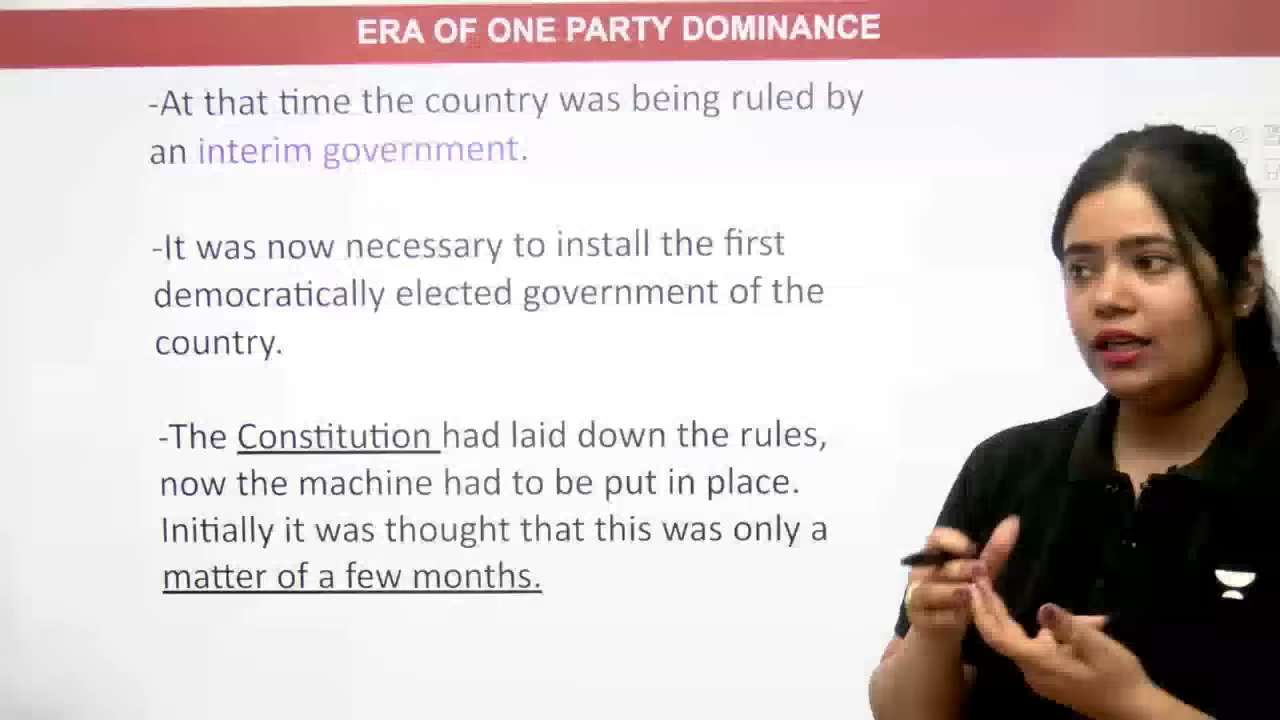 ERA OF ONE PARTY DOMINANCE
-At that time the country was being ruled by
an interim government.
-It was now necessary to install the first
democratically elected government of the
country.
-The Constitution had laid down the rules,
now the machine had to be put in place.
Initially it was thought that this was only a
matter of a few months.